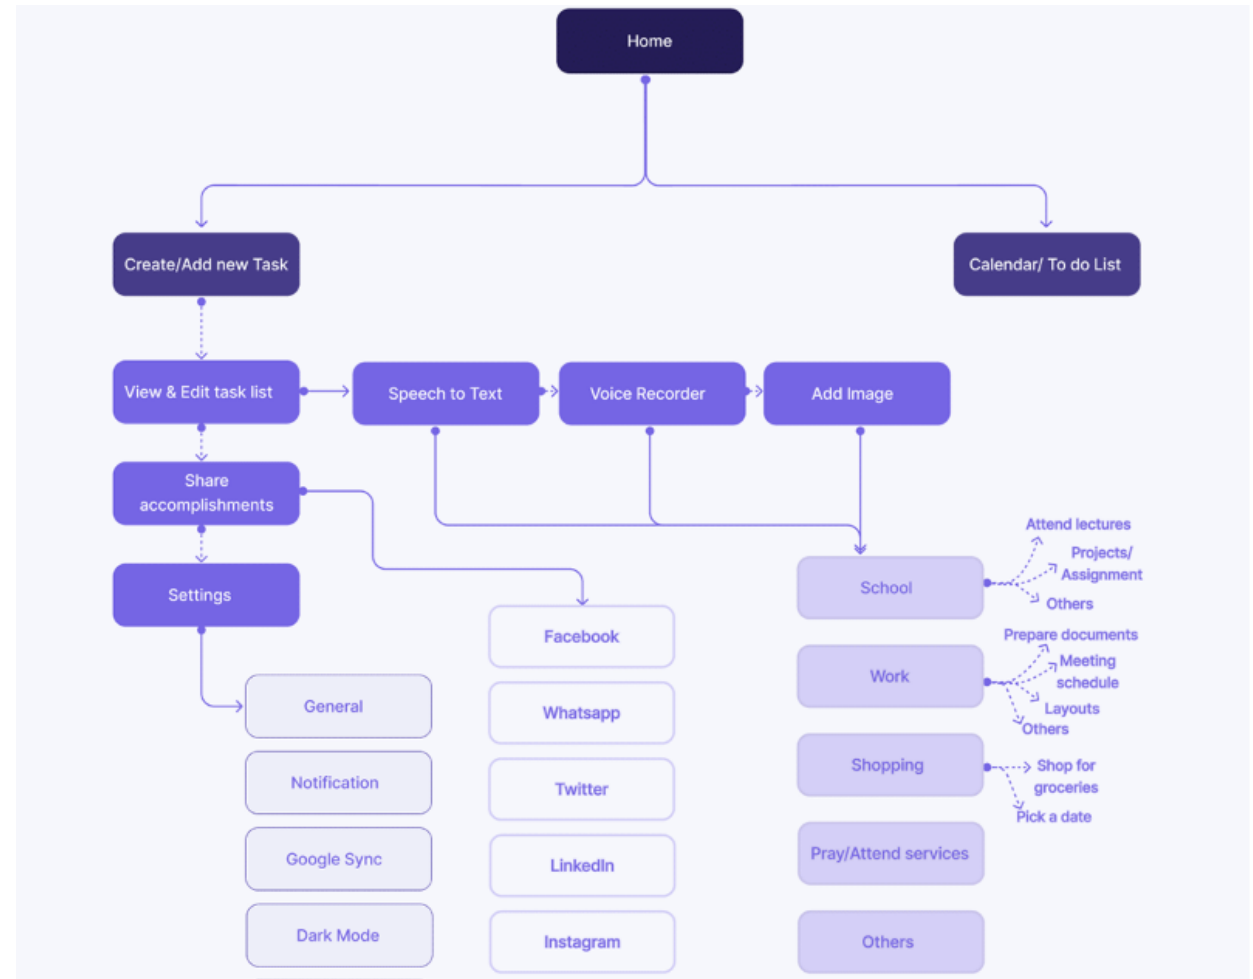 Home
Create/Add new Task
Calendar/ To do List
View & Edit task list
Speech to Text
Voice Recorder
Add Image
Share
accomplishments
Settings
General
Notification
Google Sync
Dark Mode
Facebook
Whatsapp
Twitter
LinkedIn
Instagram
School
Attend lectures
Projects/
Assignment
Others
Work
Prepare documents
Meeting
schedule
Layouts
Others
Shopping
Shop for
groceries
Pick a date
Pray/Attend services
Others